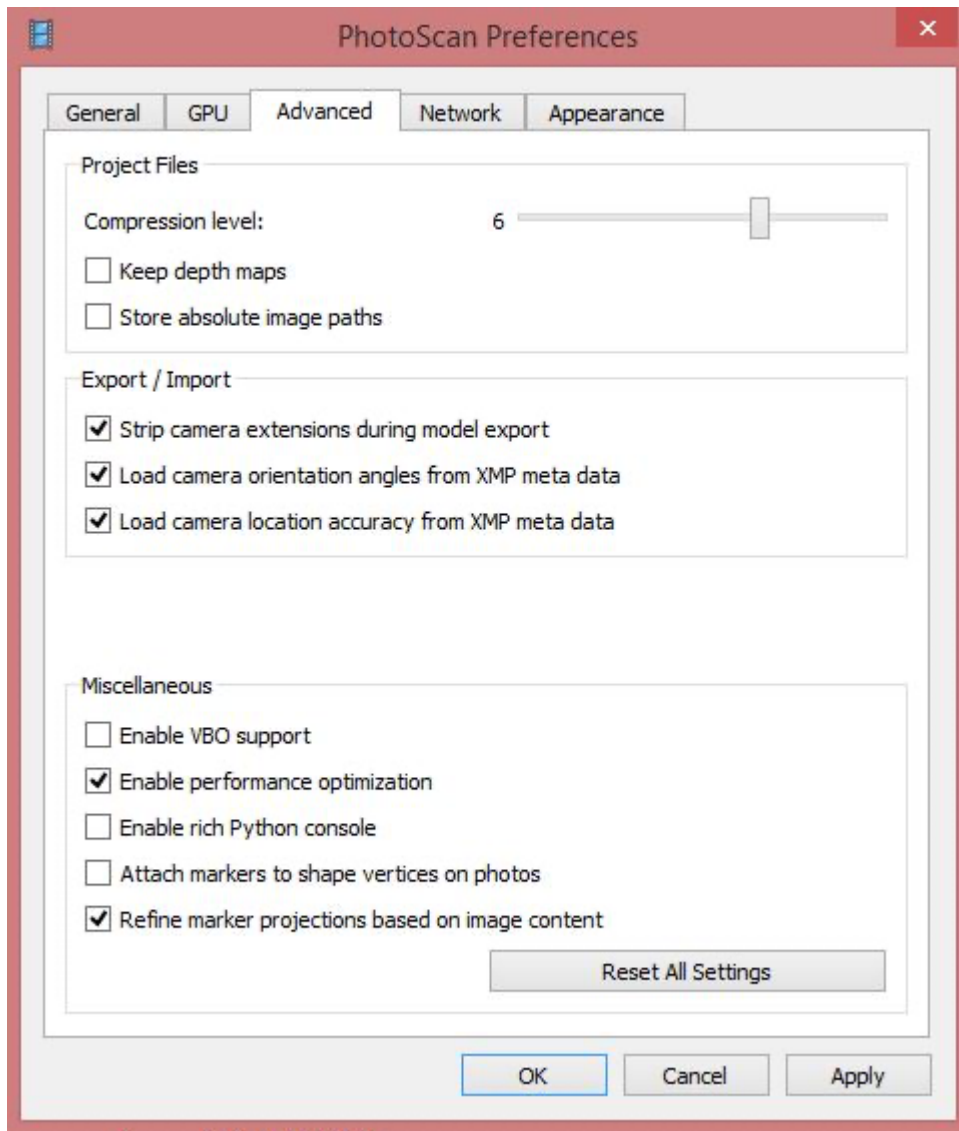 PhotoScan Preferences
General GPU Advanced Network Appearance
Project Files
Compression level: 6
Keep depth maps
Store absolute image paths
Export / Import
Strip camera extensions during model export
Load camera orientation angles from XMP meta data
Load camera location accuracy from XMP meta data
Miscellaneous
Enable VBO support
Enable performance optimization
Enable rich Python console
Attach markers to shape vertices on photos
Refine marker projections based on image content
Reset All Settings
OK Cancel Apply